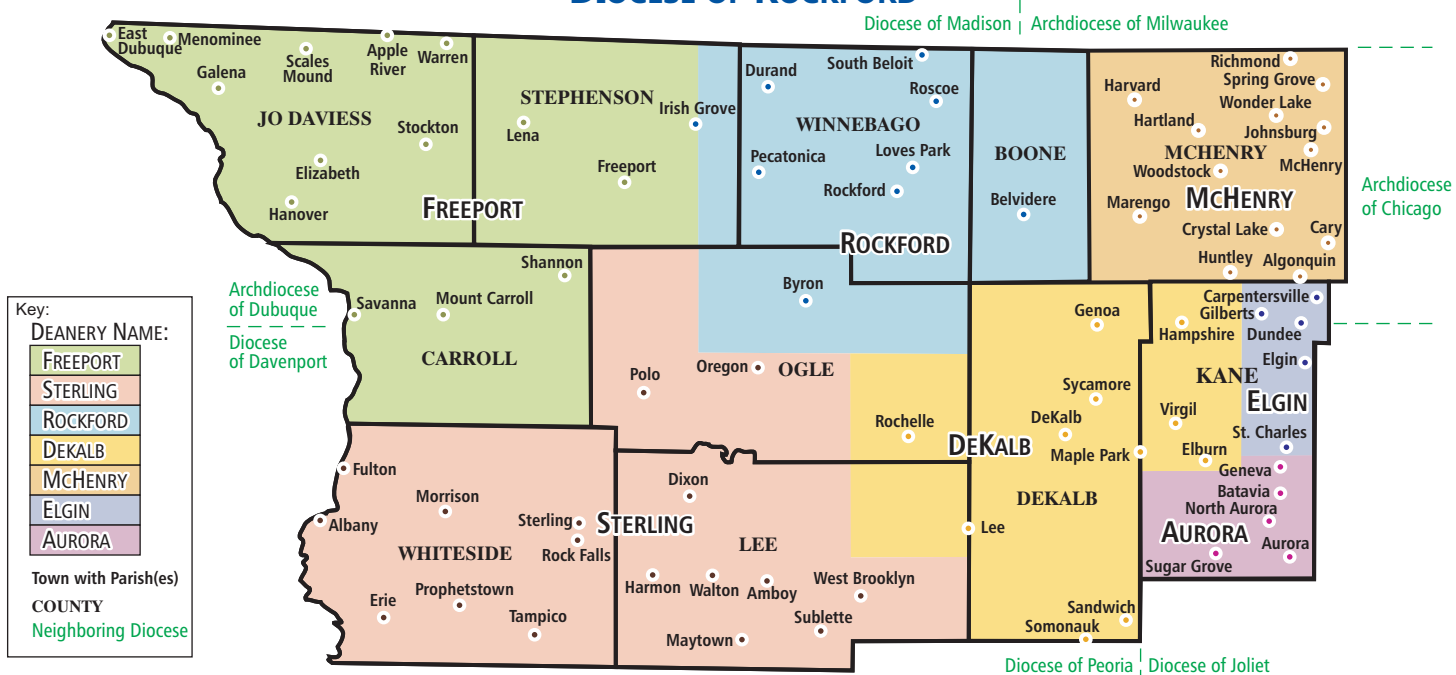 DIOCESE OF ROCKFORD
Diocese of Madison
Archdiocese of Milwaukee
East
Dubuque
Menominee
Galena
Scales
Mound
Apple
River
Warren
JO DAVIESS
Stockton
Elizabeth
Hanover
STEPHENSON
Irish Grove
Lena
Freeport
FREEPORT
Durand
South Beloit
Roscoe
WINNEBAGO
Pecatonica
Loves Park
Rockford
ROCKFORD
BOONE
Belvidere
Richmond
Harvard
Spring Grove
Wonder Lake
Hartland
Johnsburg
MCHENRY
McHenry
Woodstock
Marengo
MCHENRY
Crystal Lake
Cary
Huntley
Algonquin
Archdiocese
of Chicago
Archdiocese
of Dubuque
Diocese
of Davenport
Shannon
Savanna
Mount Carroll
CARROLL
Byron
Oregon
OGLE
Polo
Rochelle
DEKALB
Genoa
Sycamore
DeKalb
Maple Park
DEKALB
Carpentersville
Gilberts
Hampshire
Dundee
Elgin
KANE
ELGIN
Virgil
St. Charles
Elburn
Geneva
Batavia
North Aurora
AURORA
Aurora
Sugar Grove
Fulton
Morrison
Albany
Sterling
STERLING
Rock Falls
WHITESIDE
Erie
Prophetstown
Tampico
Dixon
LEE
Lee
Harmon
Walton
Amboy
West Brooklyn
Sublette
Maytown
Sandwich
Somonauk
Diocese of Peoria
Diocese of Joliet
Key:
DEANERY NAME:
FREEPORT
STERLING
ROCKFORD
DEKALB
MCHENRY
ELGIN
AURORA
Town with Parish(es)
COUNTY
Neighboring Diocese